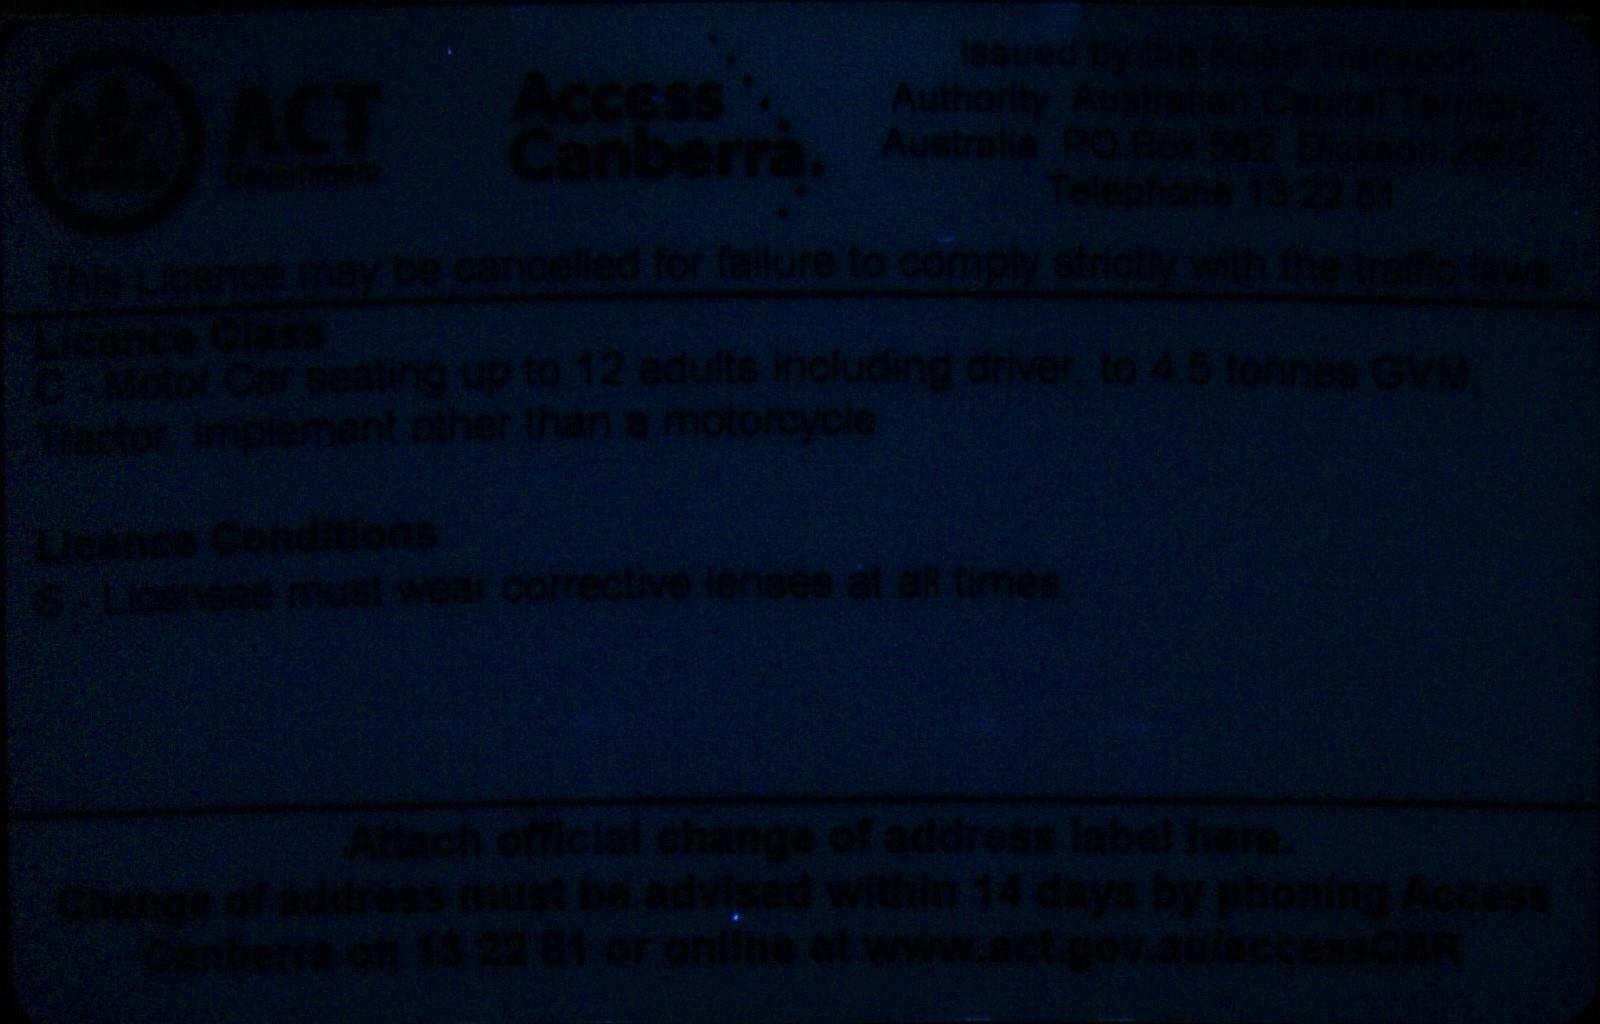 ACT
Government
Access
Canberra.
Issued by the Road Transport
Authority Australian Capital Territory
Australia PO Box 582 Dickson 2602
Telephone 13 22 81
This Licence may be cancelled for failure to comply strictly with the traffic laws
Licence Class
C - Motor Car seating up to 12 adults including driver, to 4.5 tonnes GVM;
Tractor, Implement other than a motorcycle
Licence Conditions
S - Licensee must wear corrective lenses at all times
Attach official change of address label here.
Change of address must be advised within 14 days by phoning Access
Canberra on 13 22 81 or online at www.act.gov.au/accessCBR